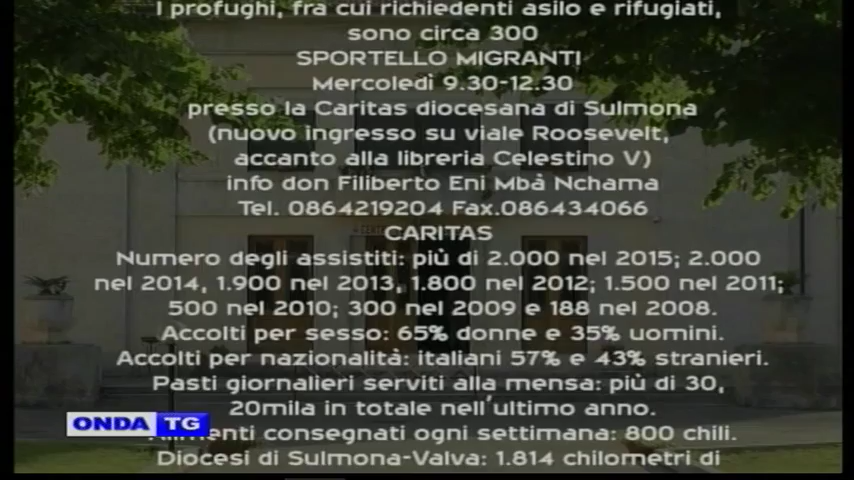 I profughi, fra cui richiedenti asilo e rifugiati,
sono circa 300
SPORTELLO MIGRANTI
Mercoledì 9.30-12.30
presso la Caritas diocesana di Sulmona
(nuovo ingresso su viale Roosevelt,
accanto alla libreria Celestino V)
info don Filiberto Eni Mbà Nchama
Tel. 0864219204 Fax.086434066
CARITAS
Numero degli assistiti: più di 2.000 nel 2015; 2.000
nel 2014, 1.900 nel 2013, 1.800 nel 2012; 1.500 nel 2011;
500 nel 2010; 300 nel 2009 e 188 nel 2008.
Accolti per sesso: 65% donne e 35% uomini.
Accolti per nazionalità: italiani 57% e 43% stranieri.
Pasti giornalieri serviti alla mensa: più di 30,
20mila in totale nell'ultimo anno.
ONDA TG
consegnati ogni settimana: 800 chili.
Diocesi di Sulmona-Valva: 1.814 chilometri di